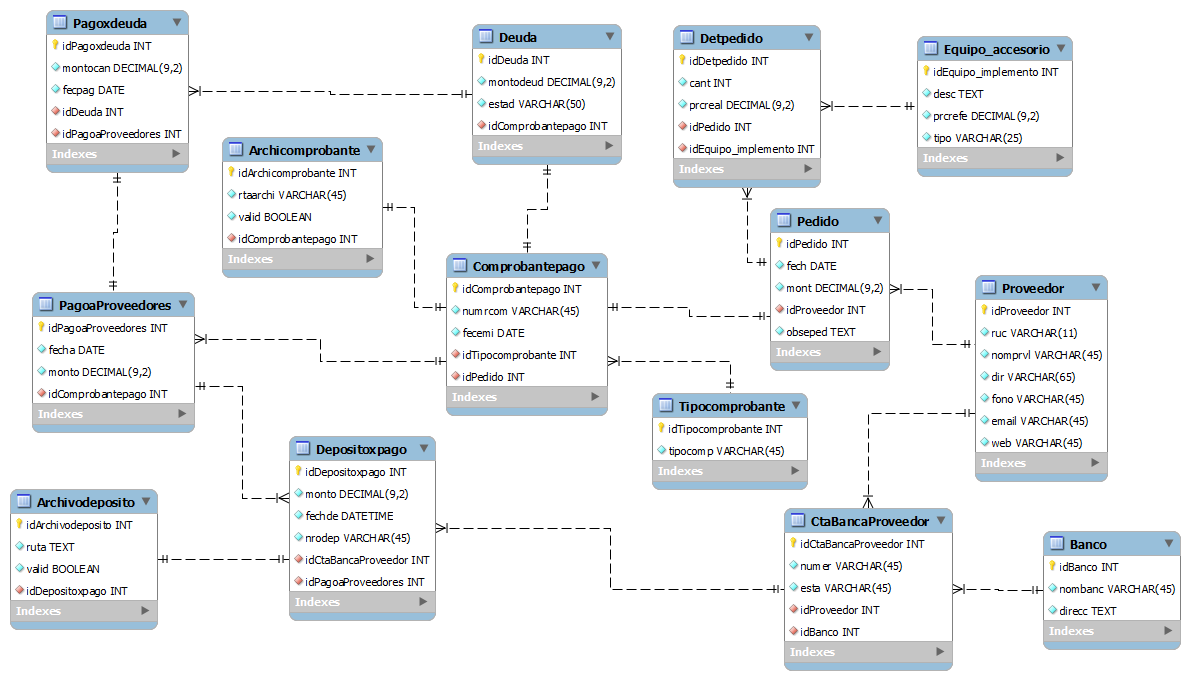 Pagoxdeuda
idPagoxdeuda INT
montocan DECIMAL(9,2)
fecpag DATE
idDeuda INT
idPagoaProveedores INT
Indexes
Deuda
idDeuda INT
montodeud DECIMAL(9,2)
estad VARCHAR(50)
idComprobantepago INT
Indexes
Detpedido
idDetpedido INT
cant INT
prcreal DECIMAL(9,2)
idPedido INT
idEquipo_implemento INT
Indexes
Equipo_accesorio
idEquipo_implemento INT
desc TEXT
prcrefe DECIMAL(9,2)
tipo VARCHAR(25)
Indexes
Archicomprobante
idArchicomprobante INT
rtaarchi VARCHAR(45)
valid BOOLEAN
idComprobantepago INT
Indexes
Pedido
idPedido INT
fech DATE
mont DECIMAL(9,2)
idProveedor INT
obseped TEXT
Indexes
Comprobantepago
idComprobantepago INT
numrcom VARCHAR(45)
fecemi DATE
idTipocomprobante INT
idPedido INT
Indexes
Proveedor
idProveedor INT
ruc VARCHAR(11)
nomprvl VARCHAR(45)
dir VARCHAR(65)
fono VARCHAR(45)
email VARCHAR(45)
web VARCHAR(45)
Indexes
PagoaProveedores
idPagoaProveedores INT
fecha DATE
monto DECIMAL(9,2)
idComprobantepago INT
Indexes
Tipocomprobante
idTipocomprobante INT
tipocomp VARCHAR(45)
Indexes
Depositoxpago
idDepositoxpago INT
monto DECIMAL(9,2)
fechde DATETIME
nrodep VARCHAR(45)
idCtaBancaProveedor INT
idPagoaProveedores INT
Indexes
Archivodeposito
idArchivodeposito INT
ruta TEXT
valid BOOLEAN
idDepositoxpago INT
Indexes
CtaBancaProveedor
idCtaBancaProveedor INT
numer VARCHAR(45)
esta VARCHAR(45)
idProveedor INT
idBanco INT
Indexes
Banco
idBanco INT
nombanc VARCHAR(45)
direcc TEXT
Indexes